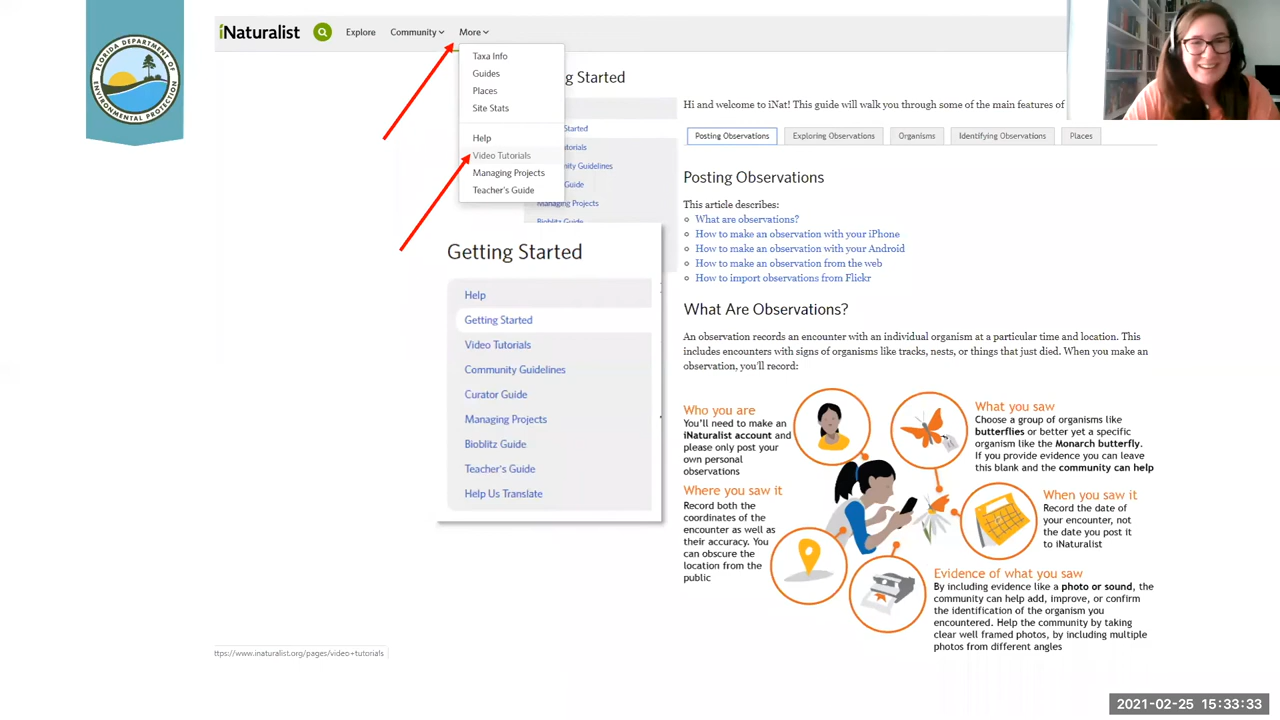 FLORIDA DEPARTMENT OF
ENVIRONMENTAL PROTECTION
iNaturalist
Explore
Community
More
Taxa Info
Guides
Places
Site Stats
Help
Video Tutorials
Managing Projects
Teacher's Guide
g Started
Started
utorials
ity Guidelines
uide
Managing Projects
Bioblitz Guide
Getting Started
Help
Getting Started
Video Tutorials
Community Guidelines
Curator Guide
Managing Projects
Bioblitz Guide
Teacher's Guide
Help Us Translate
Hi and welcome to iNat! This guide will walk you through some of the main features of
Posting Observations
Exploring Observations
Organisms
Identifying Observations
Places
Posting Observations
This article describes:
What are observations?
How to make an observation with your iPhone
How to make an observation with your Android
How to make an observation from the web
How to import observations from Flickr
What Are Observations?
An observation records an encounter with an individual organism at a particular time and location. This
includes encounters with signs of organisms like tracks, nests, or things that just died. When you make an
observation, you'll record:
Who you are
You'll need to make an
iNaturalist account and
please only post your
own personal
observations
Where you saw it
Record both the
coordinates of the
encounter as well as
their accuracy. You
can obscure the
location from the
public
What you saw
Choose a group of organisms like
butterflies or better yet a specific
organism like the Monarch butterfly.
If you provide evidence you can leave
this blank and the community can help
When you saw it
Record the date of
your encounter, not
the date you post it
to iNaturalist
Evidence of what you saw
By including evidence like a photo or sound, the
community can help add, improve, or confirm
the identification of the organism you
encountered. Help the community by taking
clear well framed photos, by including multiple
photos from different angles
ttps://www.inaturalist.org/pages/video+tutorials
2021-02-25 15:33:33